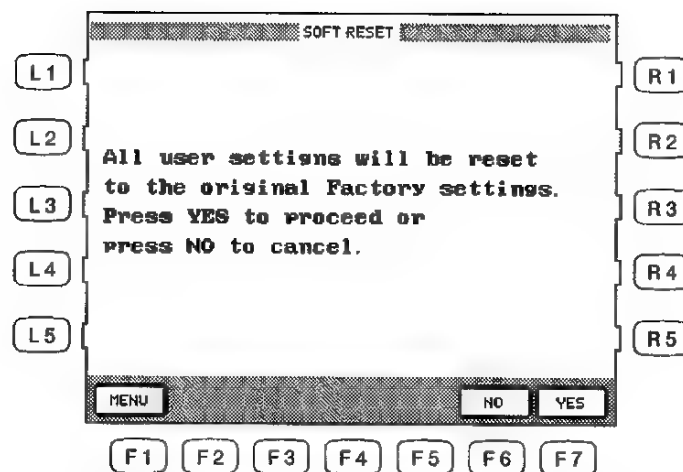 SOFT RESET
L1
R1
L2
R2
All user settigns will be reset
to the original Factory settings.
L3
R3
Press YES to proceed or
press NO to cancel.
L4
R4
L5
R5
MENU NO YES
F1 F2 F3 F4 F5 F6 F7